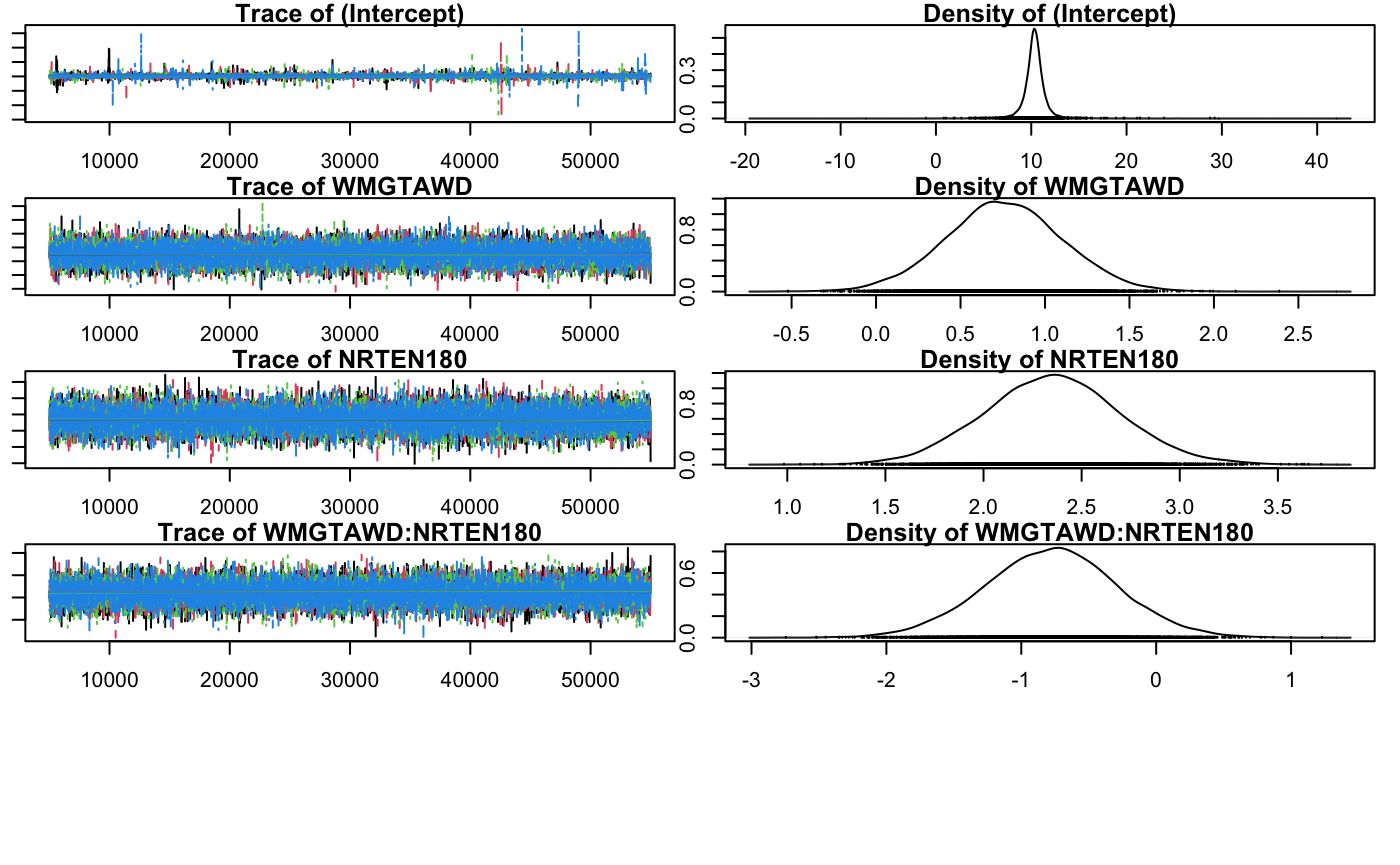 Trace of (Intercept)
10000 20000 30000 40000 50000
Density of (Intercept)
0.0 0.3
-20 -10 0 10 20 30 40
Trace of WMGTAWD
10000 20000 30000 40000 50000
Density of WMGTAWD
0.0 0.8
-0.5 0.0 0.5 1.0 1.5 2.0 2.5
Trace of NRTEN180
10000 20000 30000 40000 50000
Density of NRTEN180
0.0 0.8
1.0 1.5 2.0 2.5 3.0 3.5
Trace of WMGTAWD:NRTEN180
10000 20000 30000 40000 50000
Density of WMGTAWD:NRTEN180
0.0 0.6
-3 -2 -1 0 1